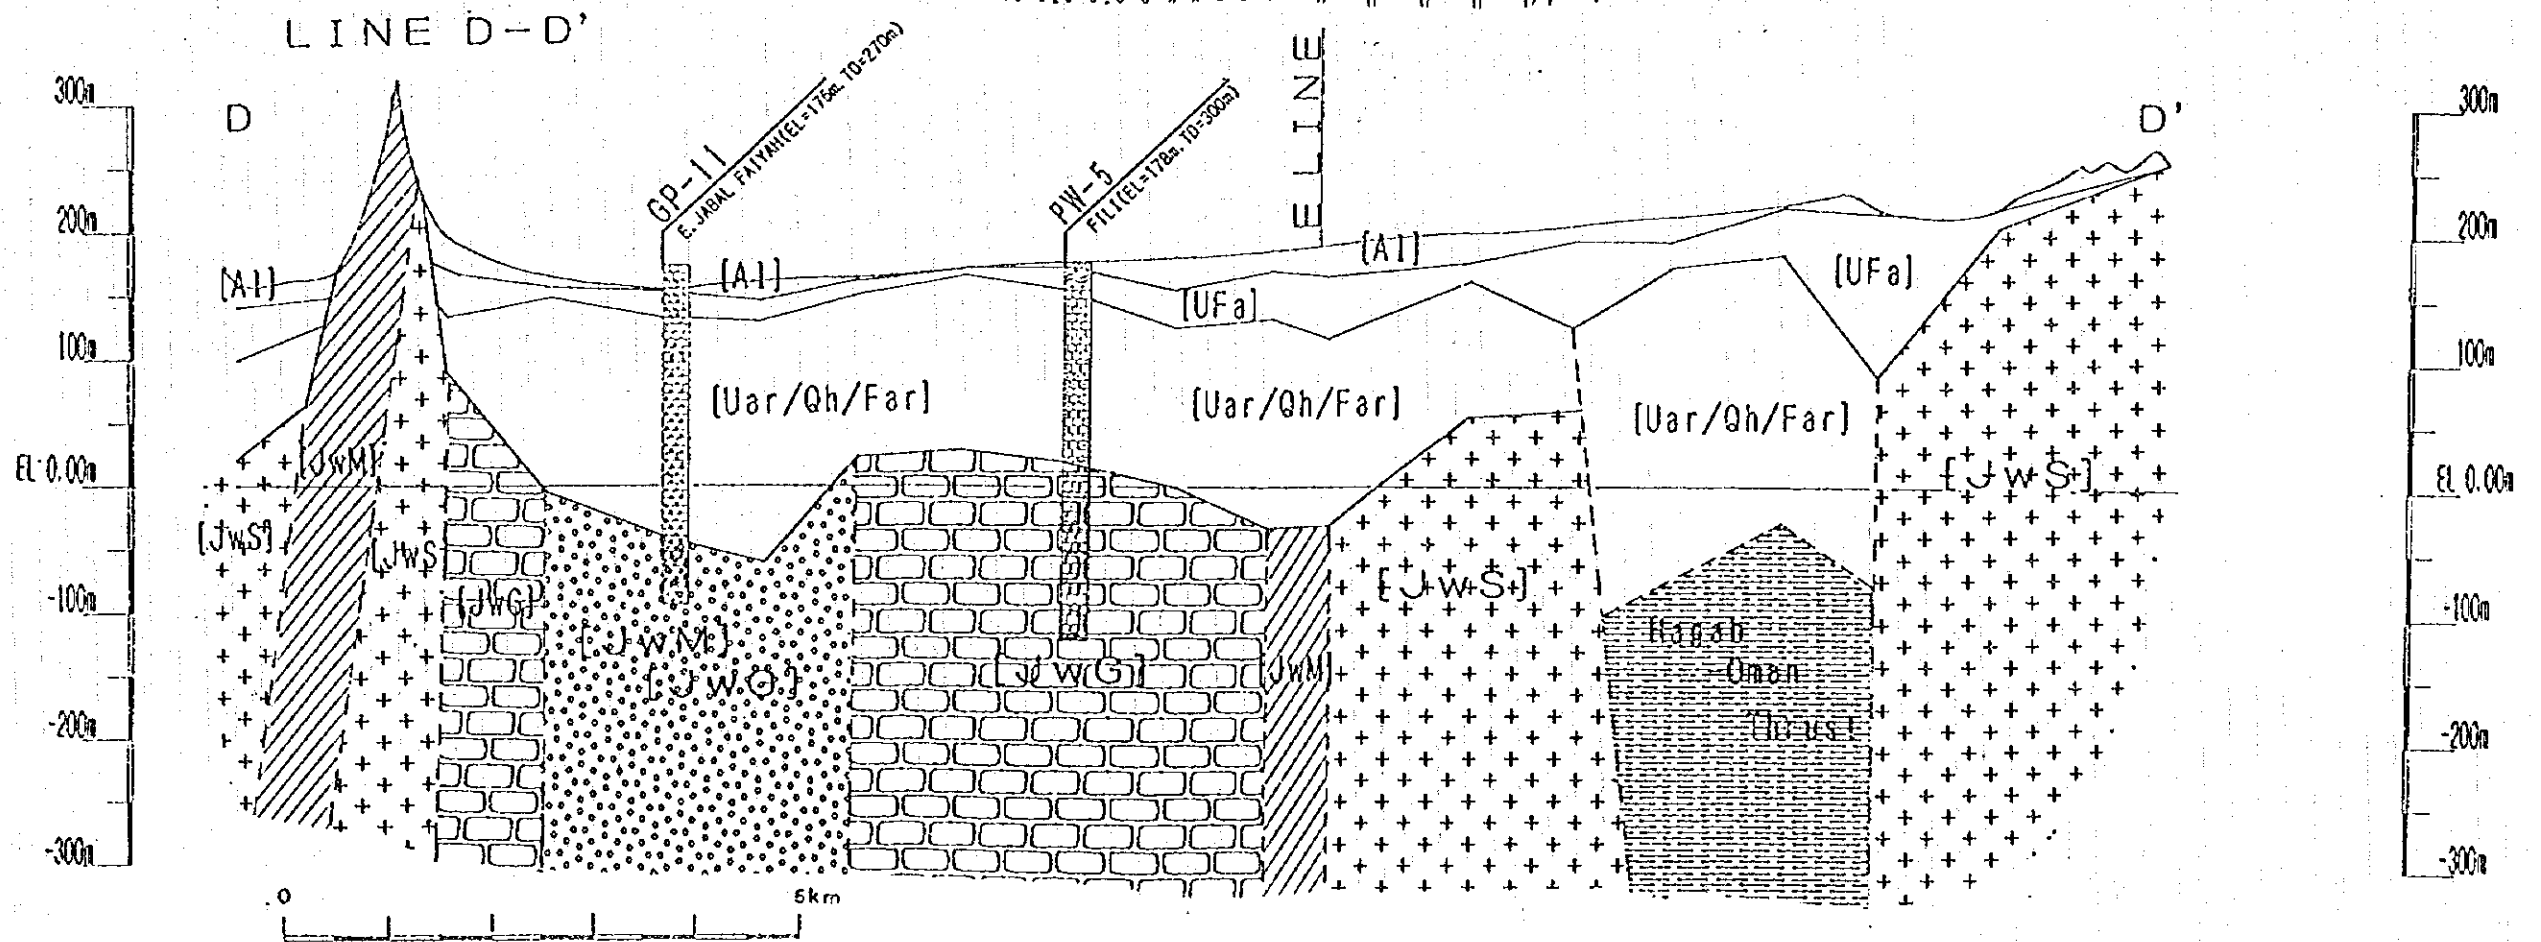 LINE D-D'
D
D'
E LINE
GP-11
E. JABAL FAIYAH(EL=175m, TD=270m)
PW-5
FILI(EL=178m, TD=300m)
300m
200m
100m
EL 0.00m
-100m
-200m
-300m
300m
200m
100m
EL 0.00m
-100m
-200m
-300m
[Al]
[Al]
[Al]
[UFa]
[UFa]
[Uar/Qh/Far]
[Uar/Qh/Far]
[Uar/Qh/Far]
[JwM]
[JwS]
[JwS
[JwG]
[JwM]
[JwO]
[JwG]
[JwM]
[JwS]
[JwS]
Hagab
Oman
Thrust
0
5km